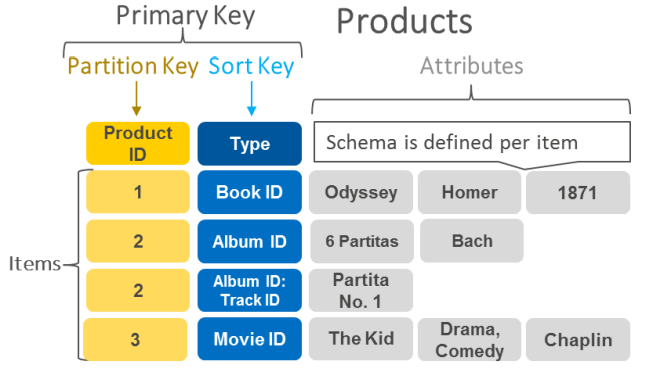 Primary Key
Products
Partition Key
Sort Key
Attributes
Product
ID
Type
Schema is defined per item
1
Book ID
Odyssey
Homer
1871
2
Album ID
6 Partitas
Bach
Items
2
Album ID:
Track ID
Partita
No. 1
3
Movie ID
The Kid
Drama,
Comedy
Chaplin